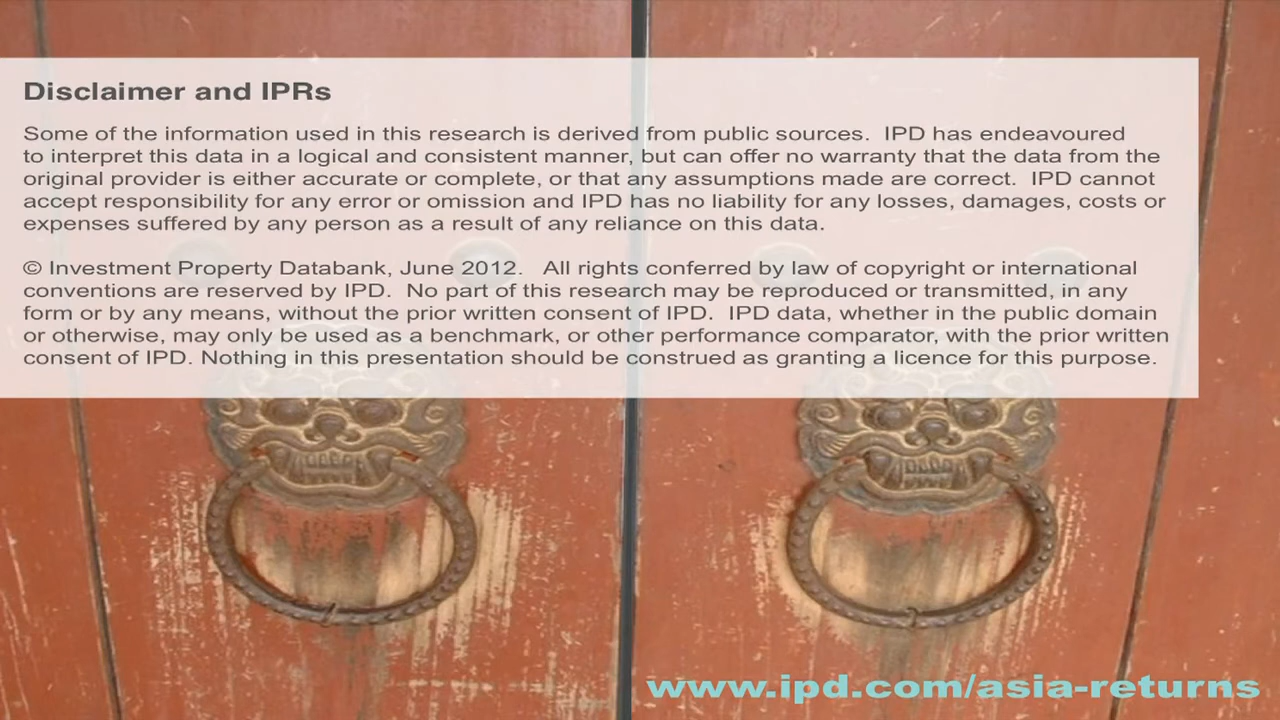 Disclaimer and IPRs
Some of the information used in this research is derived from public sources.  IPD has endeavoured
to interpret this data in a logical and consistent manner, but can offer no warranty that the data from the
original provider is either accurate or complete, or that any assumptions made are correct.  IPD cannot
accept responsibility for any error or omission and IPD has no liability for any losses, damages, costs or
expenses suffered by any person as a result of any reliance on this data.
© Investment Property Databank, June 2012.   All rights conferred by law of copyright or international
conventions are reserved by IPD.  No part of this research may be reproduced or transmitted, in any
form or by any means, without the prior written consent of IPD.  IPD data, whether in the public domain
or otherwise, may only be used as a benchmark, or other performance comparator, with the prior written
consent of IPD. Nothing in this presentation should be construed as granting a licence for this purpose.
www.ipd.com/asia-returns